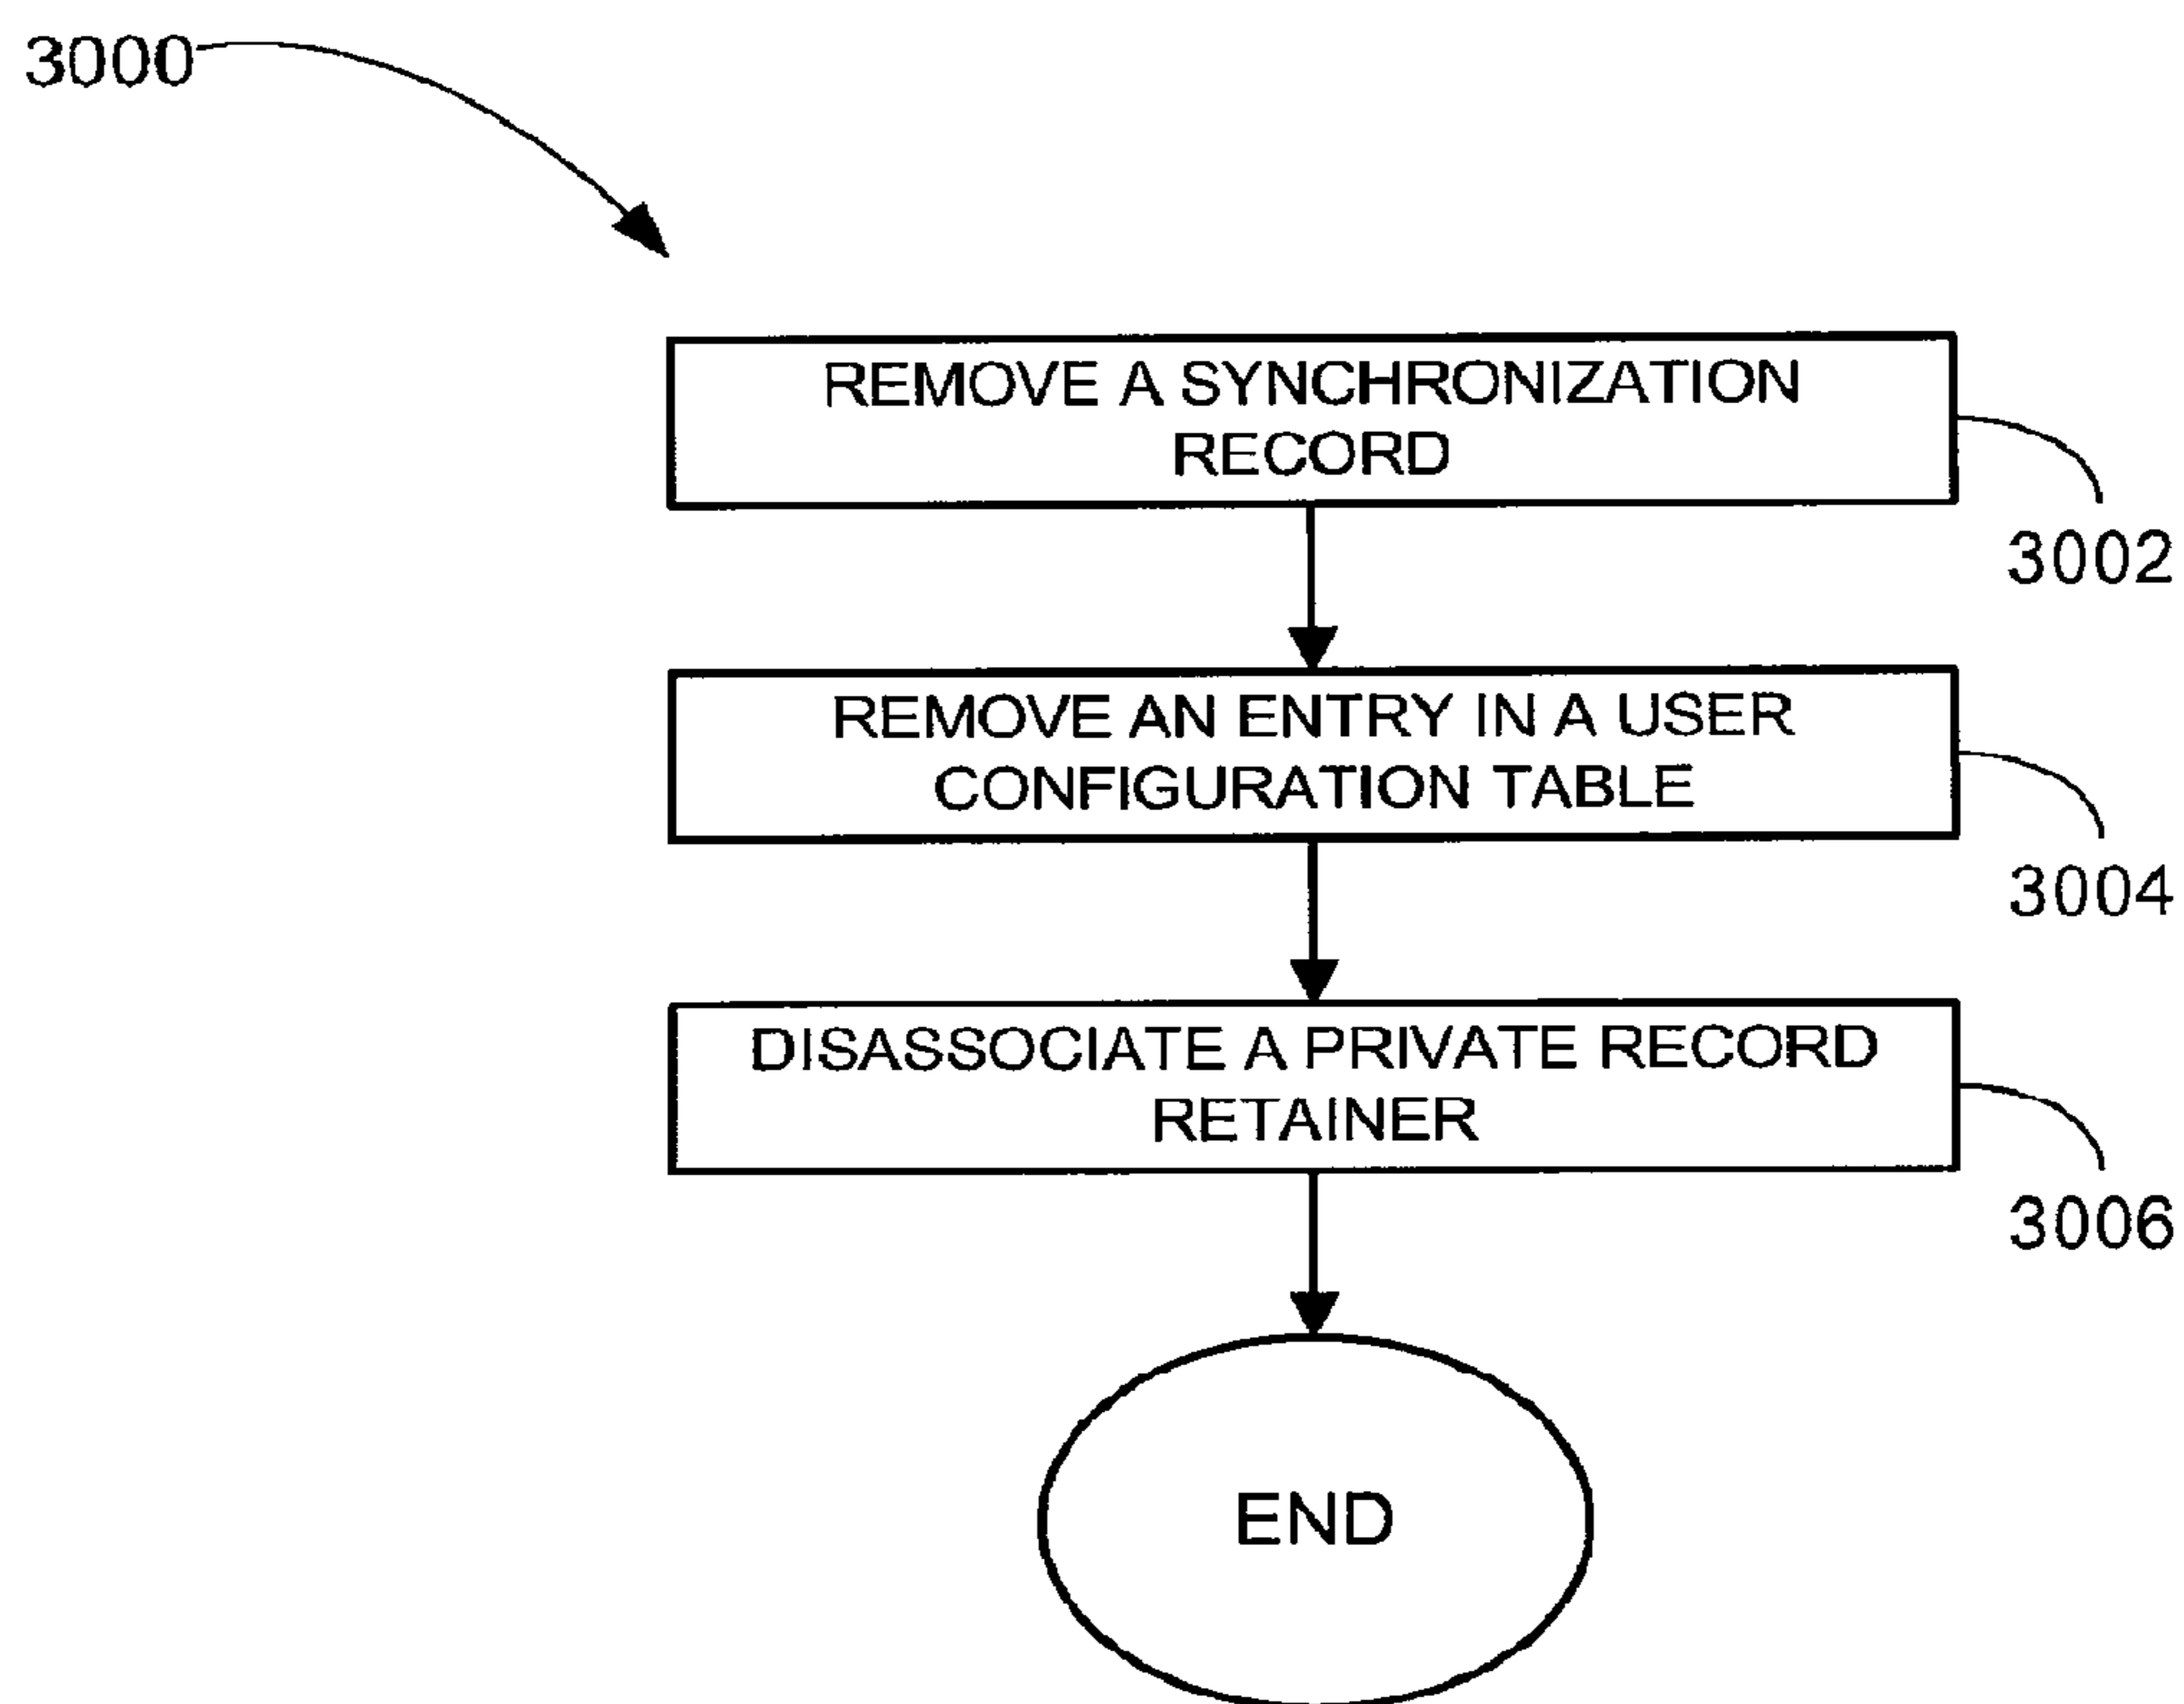 3000
REMOVE A SYNCHRONIZATION
RECORD
3002
REMOVE AN ENTRY IN A USER
CONFIGURATION TABLE
3004
DISASSOCIATE A PRIVATE RECORD
RETAINER
3006
END